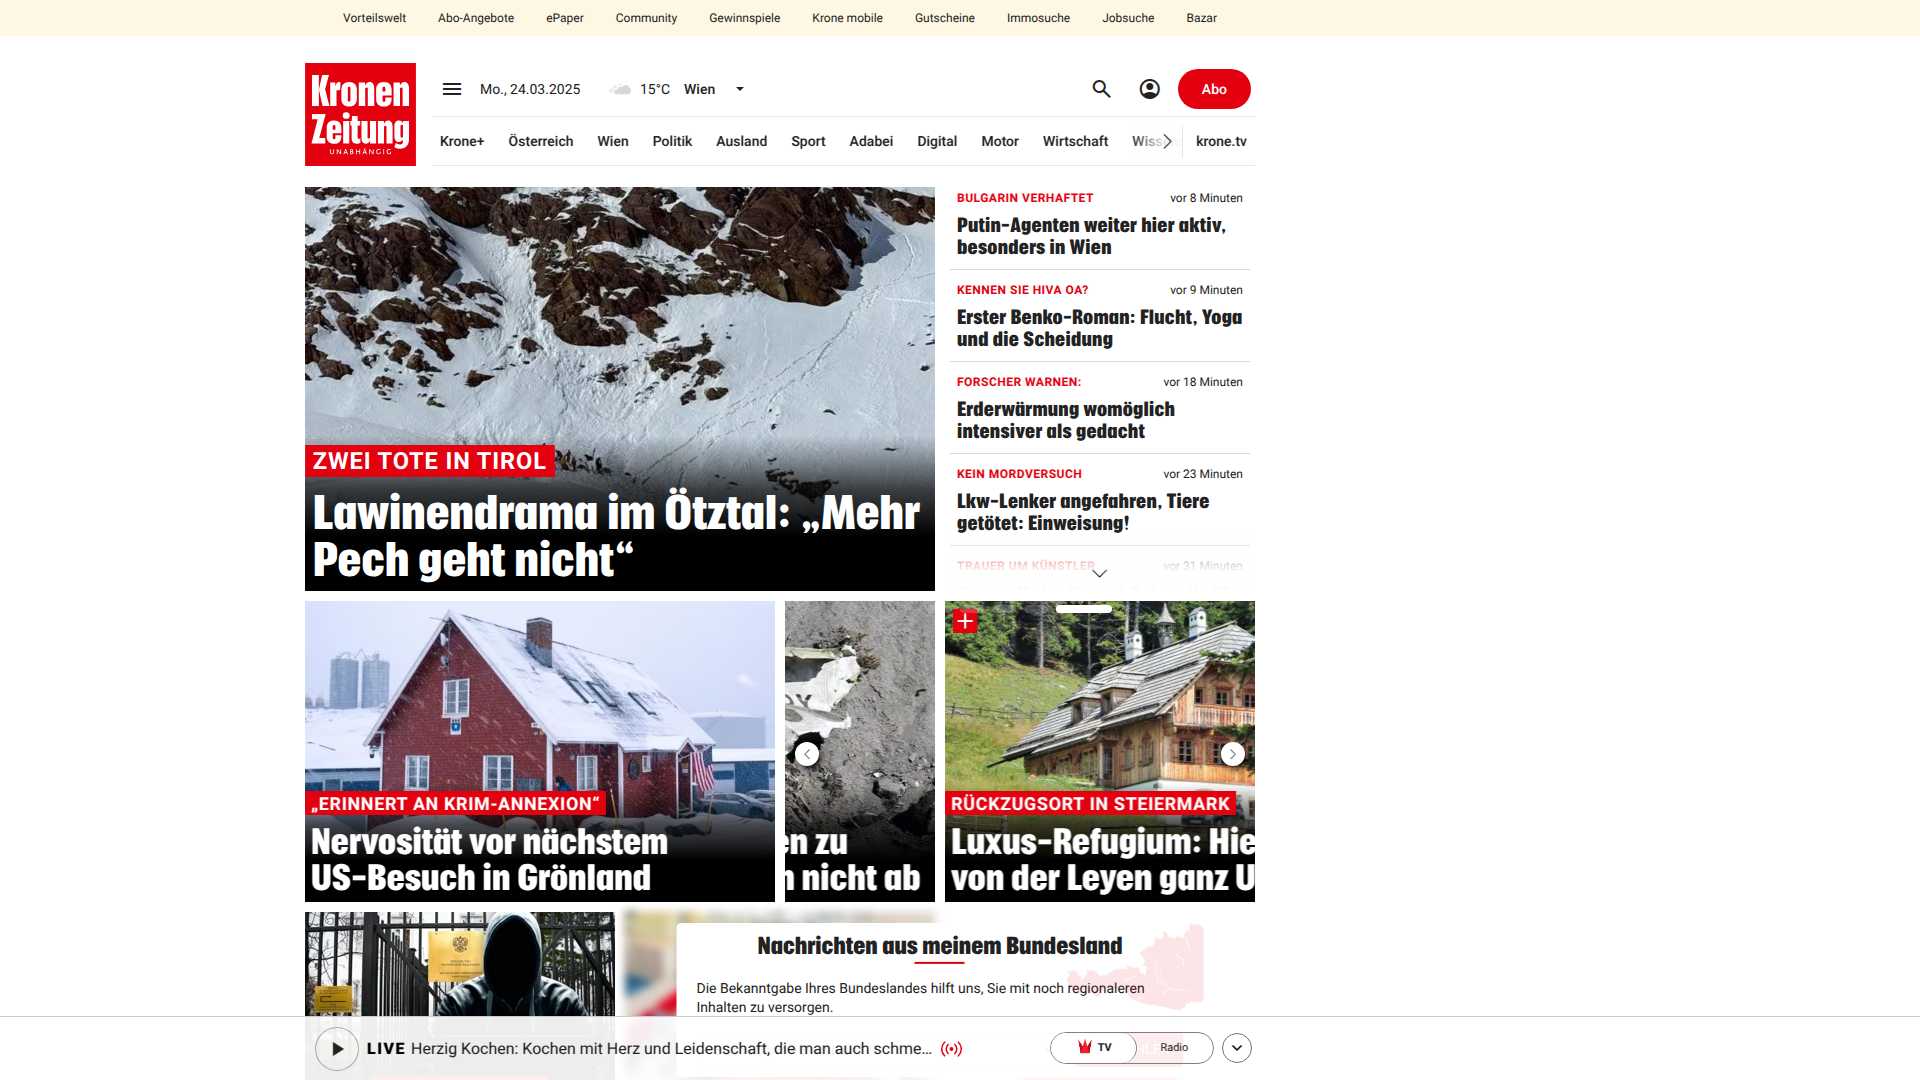 Vorteilswelt Abo-Angebote ePaper Community Gewinnspiele Krone mobile Gutscheine Immosuche Jobsuche Bazar
Kronen
Zeitung
UNABHÄNGIG
Mo., 24.03.2025 15°C Wien
Abo
Krone+ Österreich Wien Politik Ausland Sport Adabei Digital Motor Wirtschaft Wiss krone.tv
ZWEI TOTE IN TIROL
Lawinendrama im Ötztal: „Mehr
Pech geht nicht“
BULGARIN VERHAFTET vor 8 Minuten
Putin-Agenten weiter hier aktiv,
besonders in Wien
KENNEN SIE HIVA OA? vor 9 Minuten
Erster Benko-Roman: Flucht, Yoga
und die Scheidung
FORSCHER WARNEN: vor 18 Minuten
Erderwärmung womöglich
intensiver als gedacht
KEIN MORDVERSUCH vor 23 Minuten
Lkw-Lenker angefahren, Tiere
getötet: Einweisung!
TRAUER UM KÜNSTLER vor 31 Minuten
„ERINNERT AN KRIM-ANNEXION“
Nervosität vor nächstem
US-Besuch in Grönland
en zu
n nicht ab
RÜCKZUGSORT IN STEIERMARK
Luxus-Refugium: Hie
von der Leyen ganz U
Nachrichten aus meinem Bundesland
Die Bekanntgabe Ihres Bundeslandes hilft uns, Sie mit noch regionaleren
Inhalten zu versorgen.
LIVE Herzig Kochen: Kochen mit Herz und Leidenschaft, die man auch schme...
TV Radio